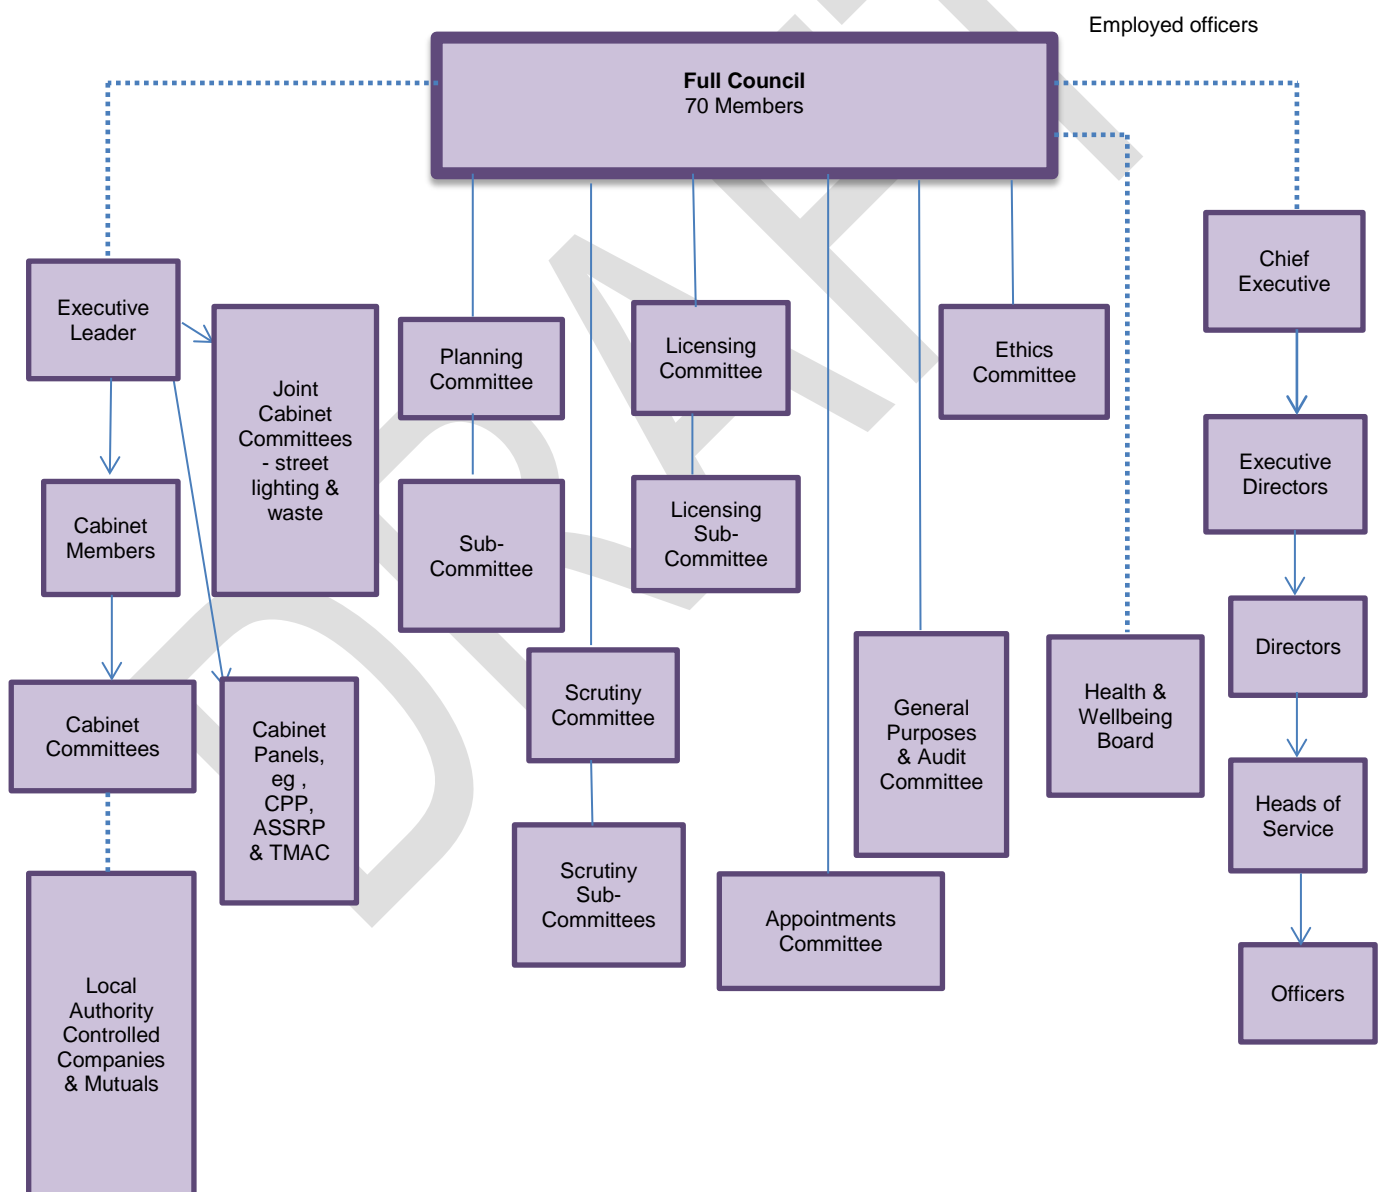 Employed officers
Full Council
70 Members
Executive
Leader
Joint
Cabinet
Committees
- street
lighting &
waste
Planning
Committee
Licensing
Committee
Ethics
Committee
Chief
Executive
Cabinet
Members
Sub-
Committee
Licensing
Sub-
Committee
Executive
Directors
Cabinet
Committees
Cabinet
Panels,
eg ,
CPP,
ASSRP
& TMAC
Scrutiny
Committee
General
Purposes
& Audit
Committee
Health &
Wellbeing
Board
Directors
Heads of
Service
Scrutiny
Sub-
Committees
Appointments
Committee
Local
Authority
Controlled
Companies
& Mutuals
Officers
DRAFT